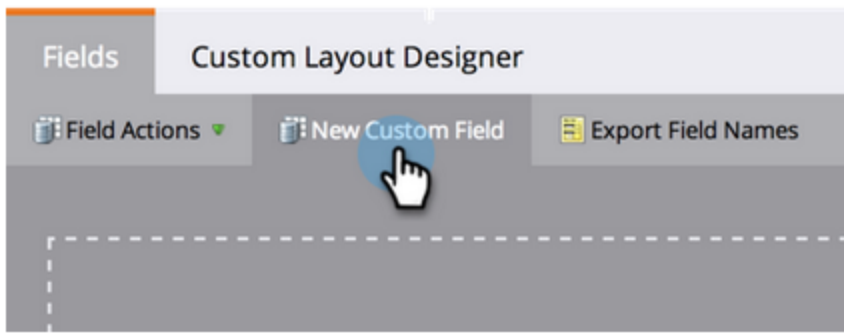 Fields Custom Layout Designer
Field Actions New Custom Field Export Field Names